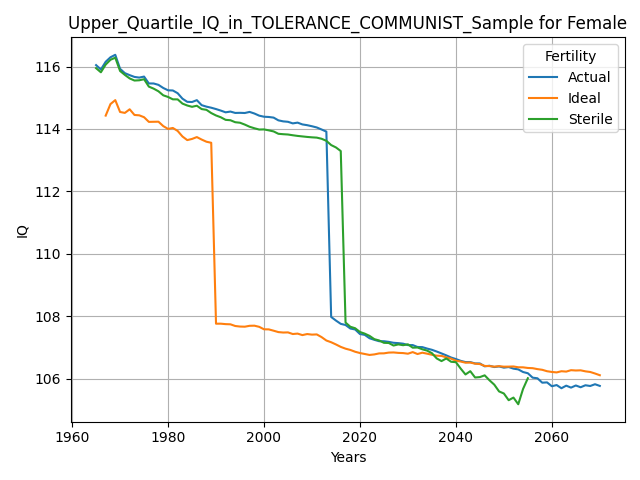 Upper_Quartile_IQ_in_TOLERANCE_COMMUNIST_Sample for Female
Fertility
Actual
Ideal
Sterile
IQ
116
114
112
110
108
106
1960
1980
2000
2020
2040
2060
Years